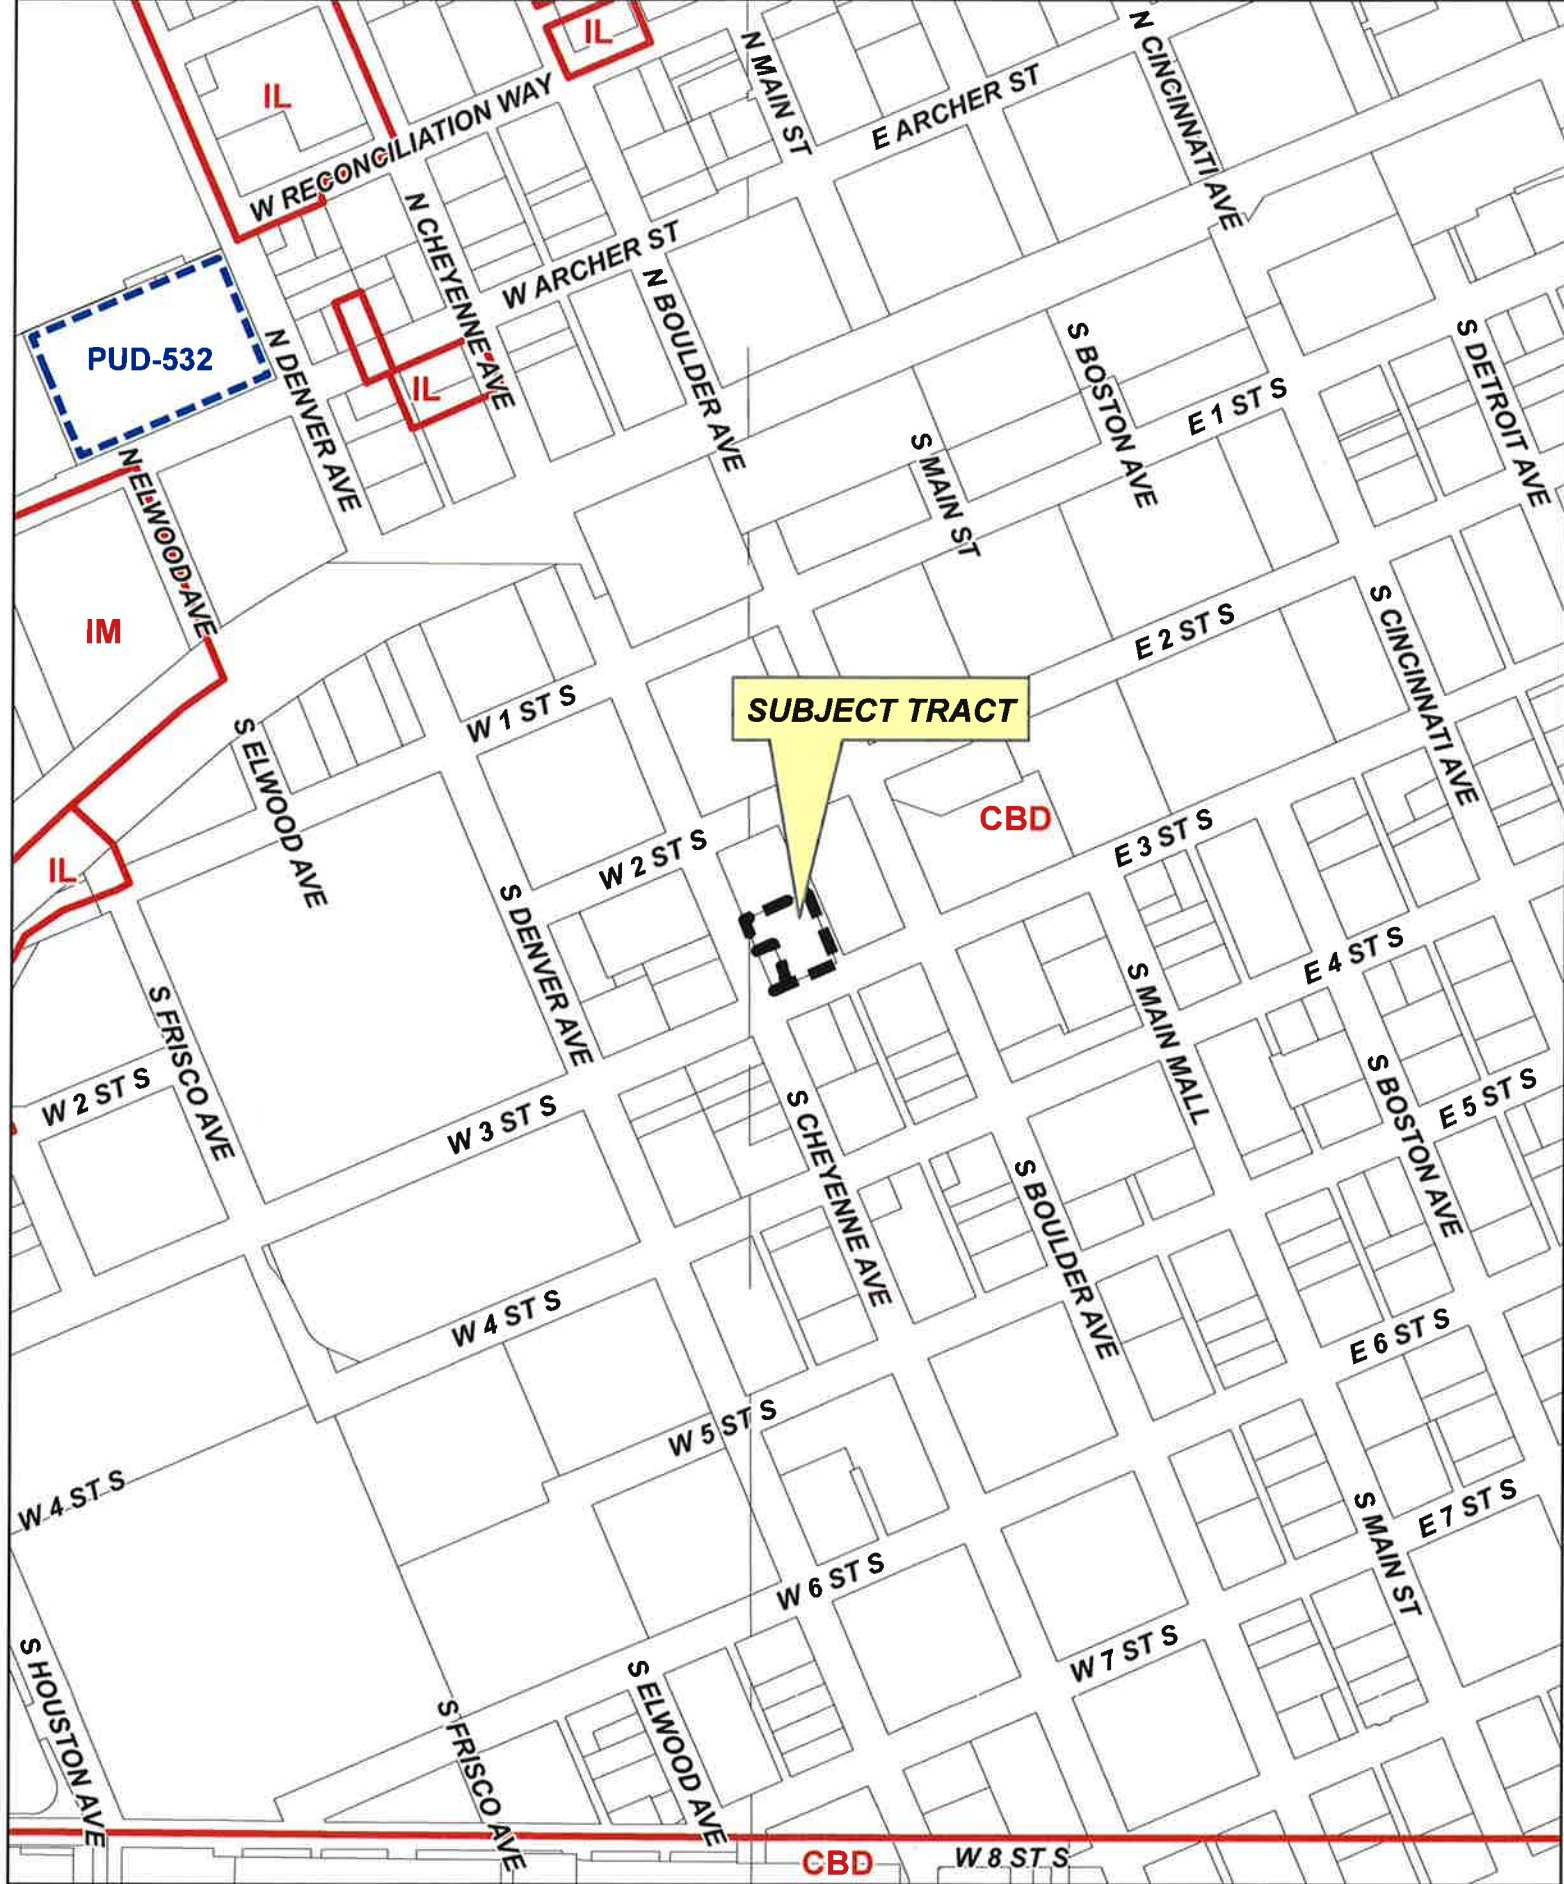 IL
N MAIN ST
N CINCINNATI AVE
IL
E ARCHER ST
W RECONCILIATION WAY
N CHEYENNE AVE
W ARCHER ST
N BOULDER AVE
PUD-532
N DENVER AVE
IL
S BOSTON AVE
S DETROIT AVE
E 1 ST S
S MAIN ST
N ELWOOD AVE
IM
E 2 ST S
S CINCINNATI AVE
W 1 ST S
SUBJECT TRACT
S ELWOOD AVE
CBD
E 3 ST S
W 2 ST S
IL
S DENVER AVE
E 4 ST S
S MAIN MALL
S FRISCO AVE
W 2 ST S
W 3 ST S
S CHEYENNE AVE
S BOSTON AVE
E 5 ST S
S BOULDER AVE
W 4 ST S
E 6 ST S
W 5 ST S
W 4 ST S
S MAIN ST
E 7 ST S
W 6 ST S
W 7 ST S
S HOUSTON AVE
S ELWOOD AVE
S FRISCO AVE
CBD
W 8 ST S